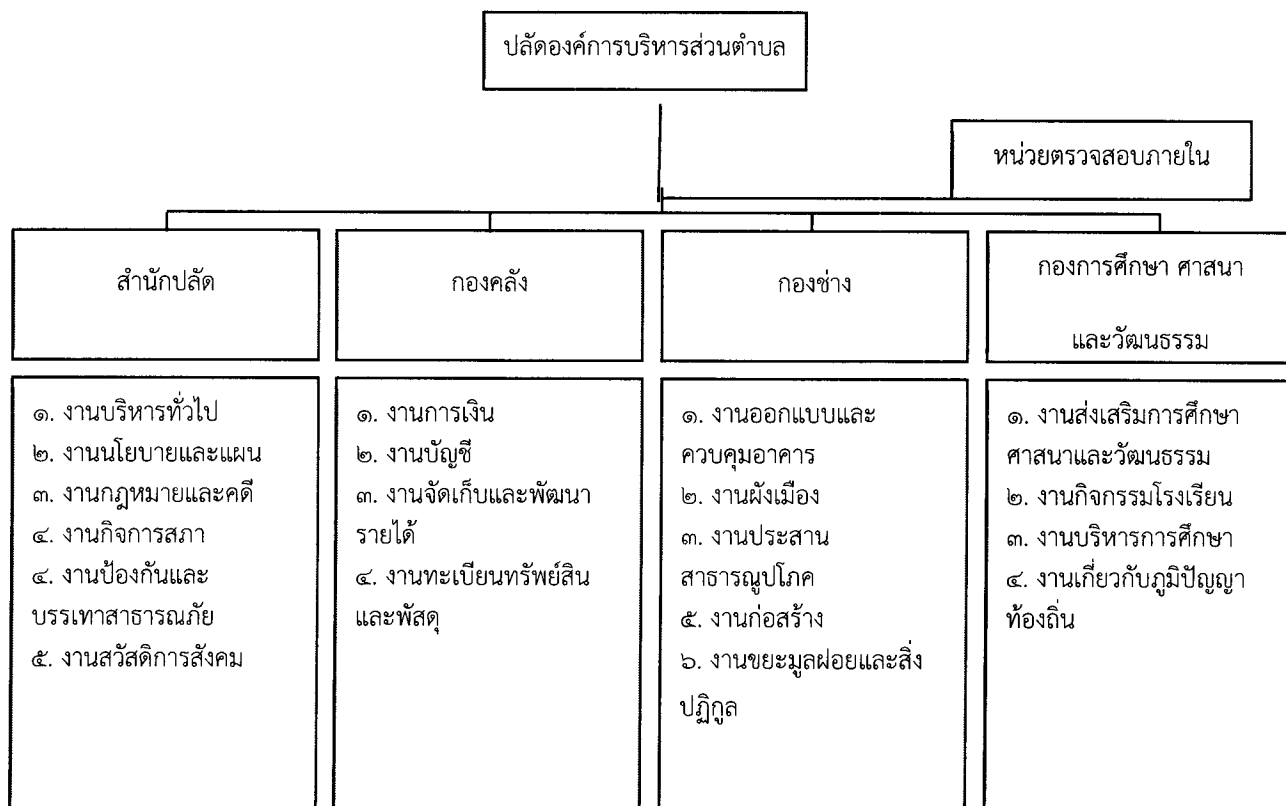 ปลัดองค์การบริหารส่วนตำบล
หน่วยตรวจสอบภายใน
สำนักปลัด
กองคลัง
กองช่าง
กองการศึกษา ศาสนา
และวัฒนธรรม
๑. งานบริหารทั่วไป
๒. งานนโยบายและแผน
๓. งานกฎหมายและคดี
๔. งานกิจการสภา
๔. งานป้องกันและ
บรรเทาสาธารณภัย
๕. งานสวัสดิการสังคม
๑. งานการเงิน
๒. งานบัญชี
๓. งานจัดเก็บและพัฒนา
รายได้
๔. งานทะเบียนทรัพย์สิน
และพัสดุ
๑. งานออกแบบและ
ควบคุมอาคาร
๒. งานผังเมือง
๓. งานประสาน
สาธารณูปโภค
๕. งานก่อสร้าง
๖. งานขยะมูลฝอยและสิ่ง
ปฏิกูล
๑. งานส่งเสริมการศึกษา
ศาสนาและวัฒนธรรม
๒. งานกิจกรรมโรงเรียน
๓. งานบริหารการศึกษา
๔. งานเกี่ยวกับภูมิปัญญา
ท้องถิ่น